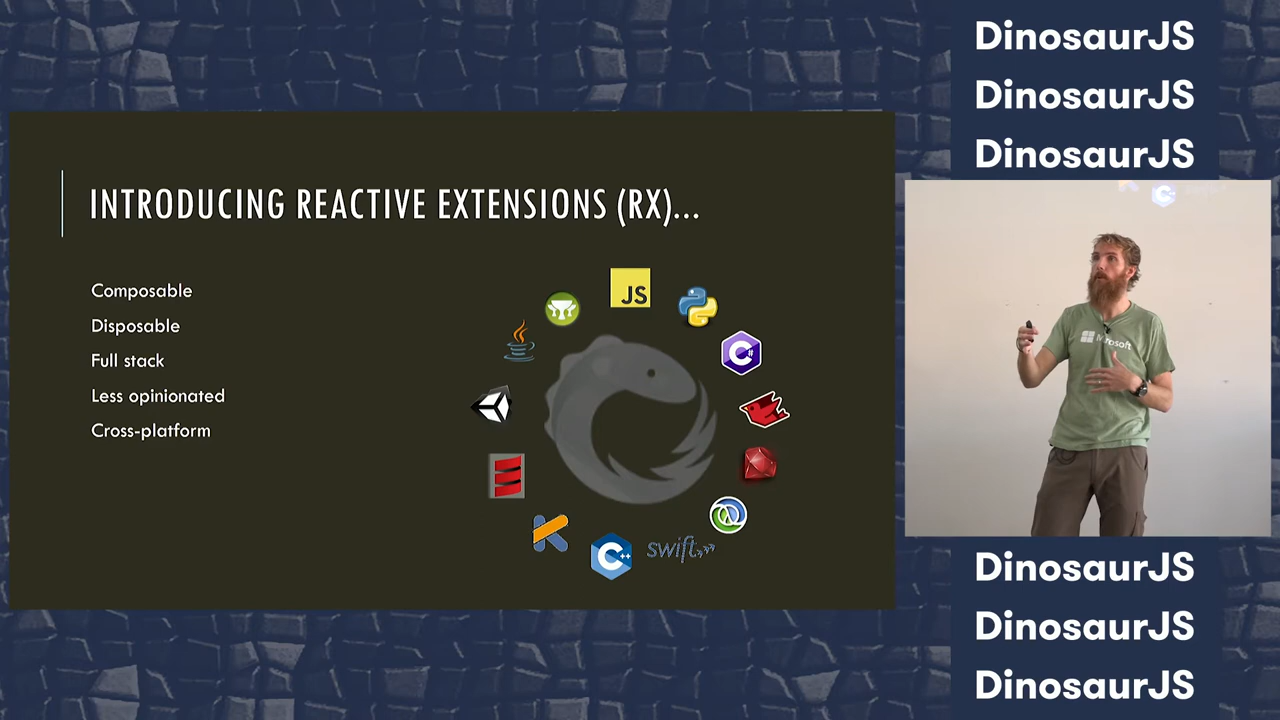 DinosaurJS
DinosaurJS
DinosaurJS
INTRODUCING REACTIVE EXTENSIONS (RX)...
Composable
Disposable
Full stack
Less opinionated
Cross-platform
JS
C#
C++
swift
Microsoft
DinosaurJS
DinosaurJS
DinosaurJS